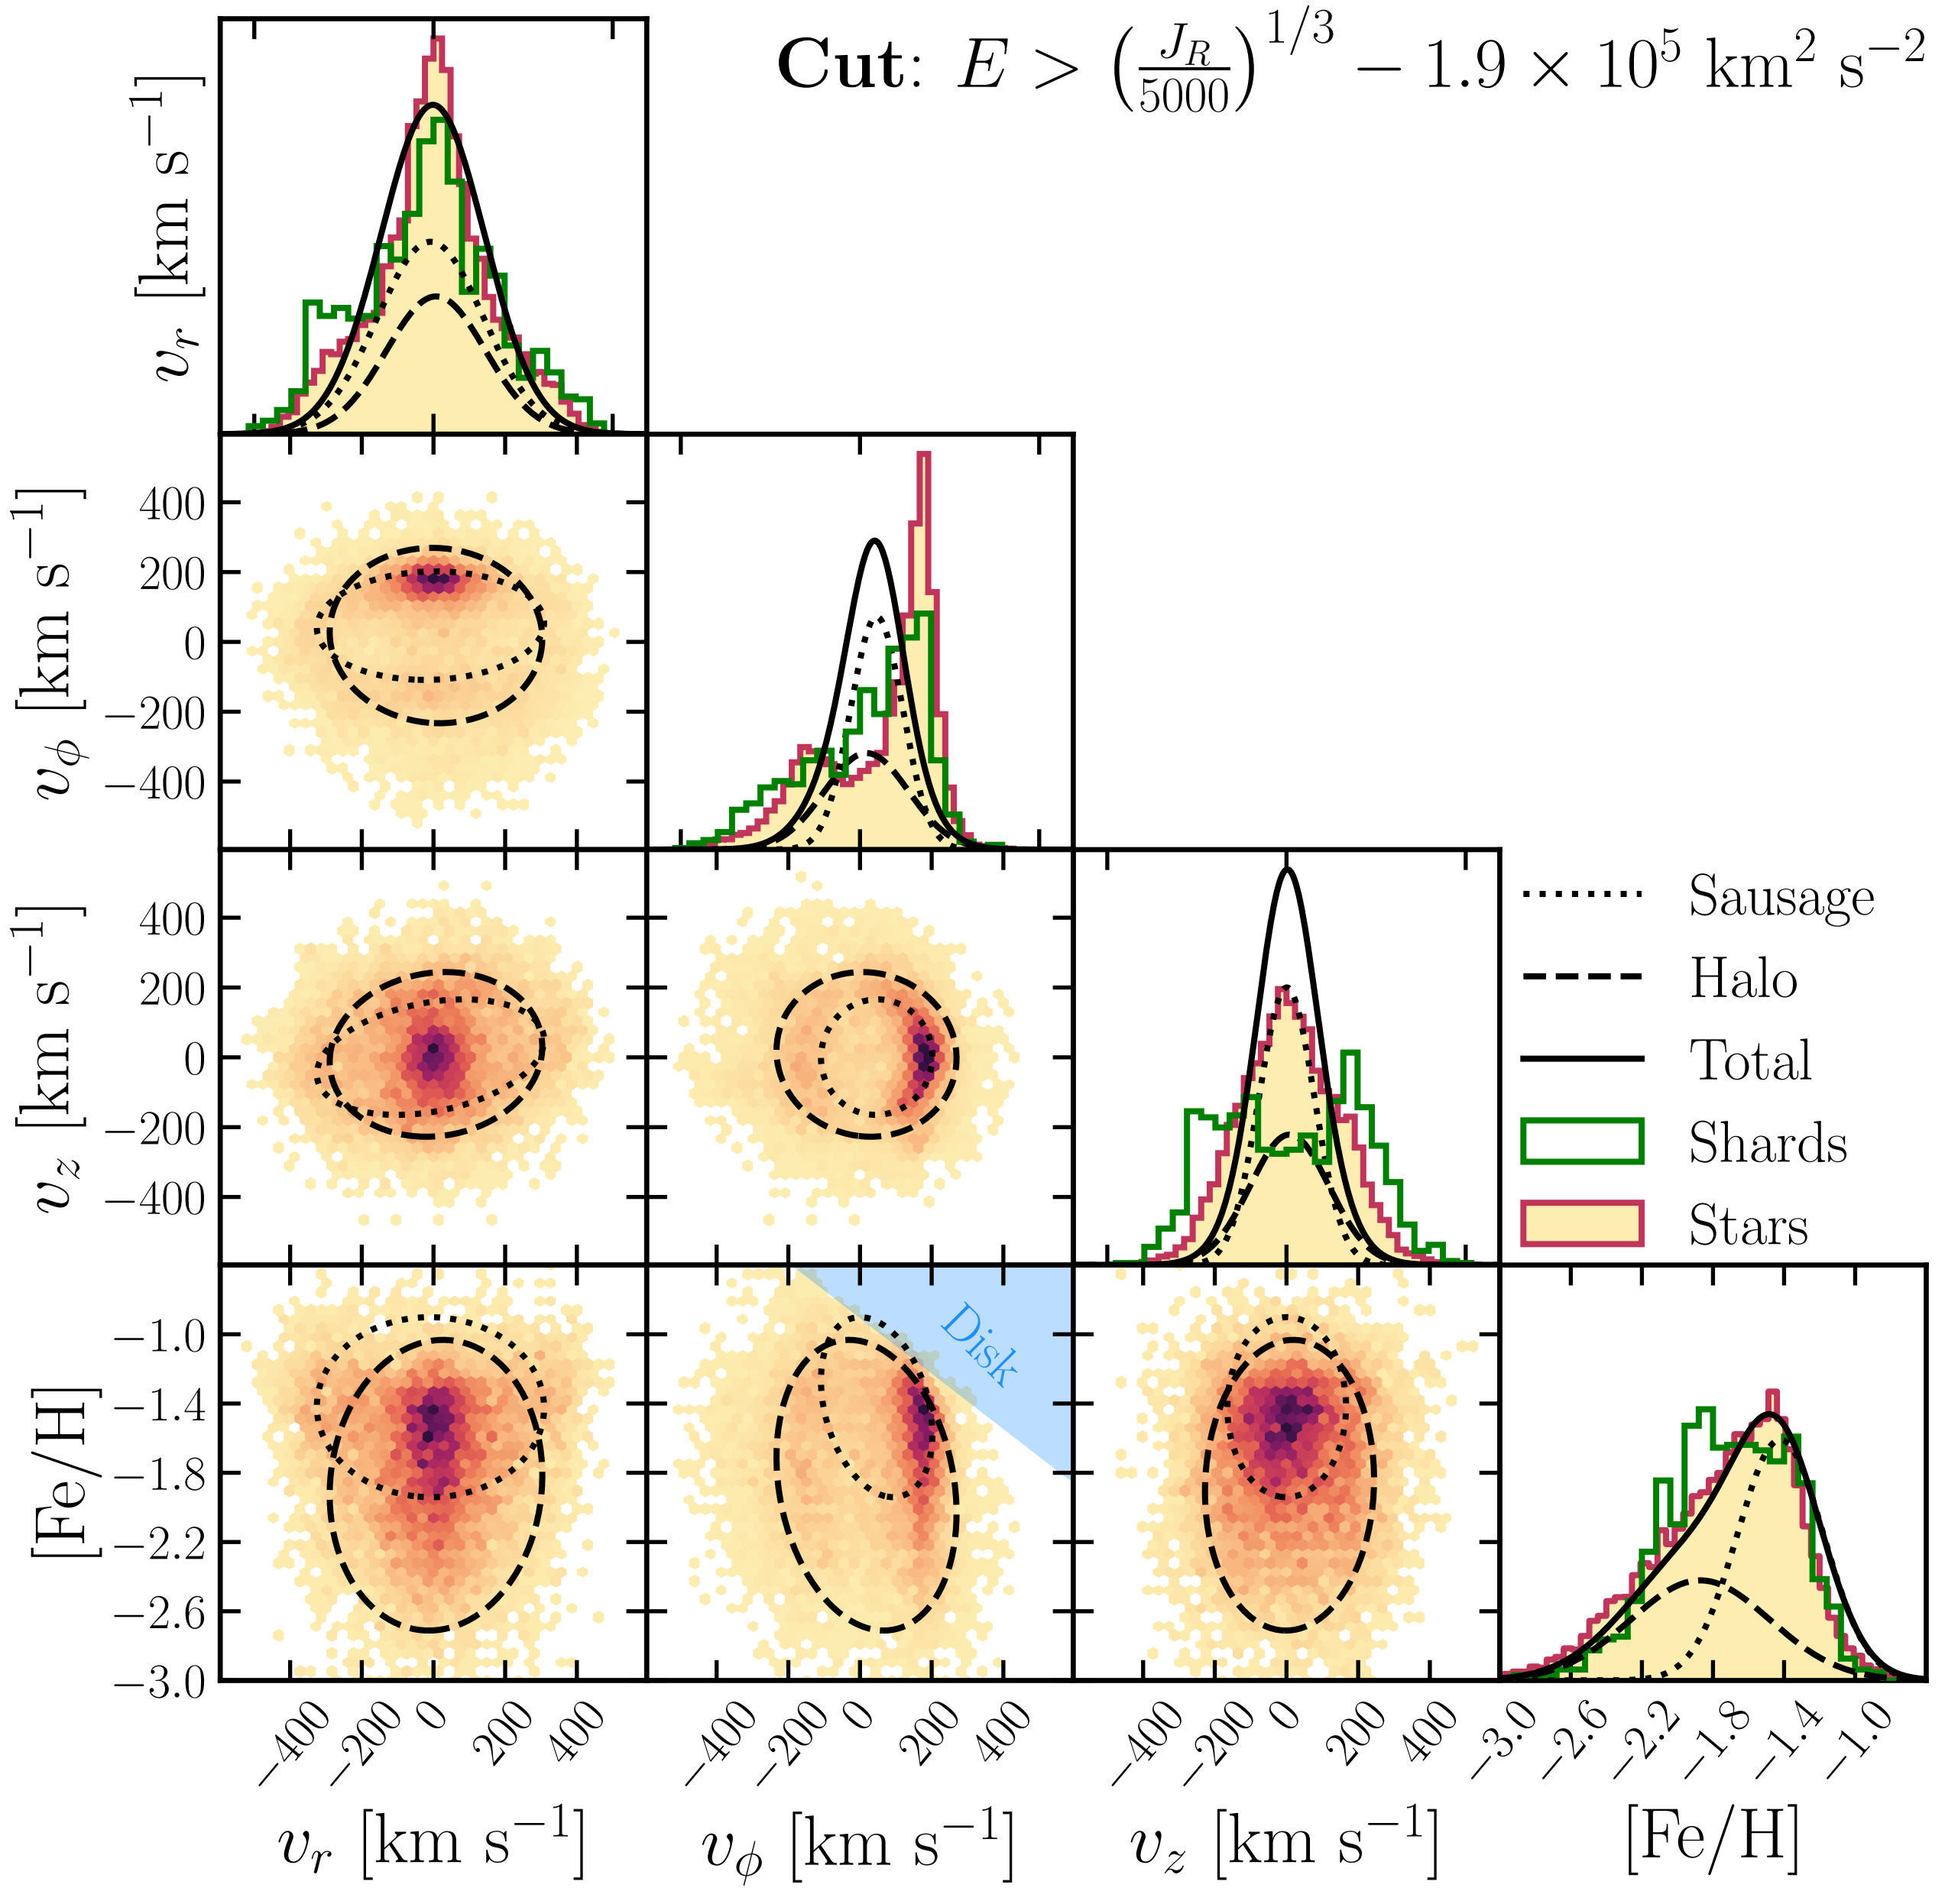 Cut: E > (J_R/5000)^{1/3} − 1.9 × 10^5 km^2 s^{−2}
v_r [km s^{−1}]
v_ϕ [km s^{−1}]
400
200
0
−200
−400
v_z [km s^{−1}]
400
200
0
−200
−400
Sausage
Halo
Total
Shards
Stars
[Fe/H]
−1.0
−1.4
−1.8
−2.2
−2.6
−3.0
Disk
−400 −200 0 200 400
−400 −200 0 200 400
−400 −200 0 200 400
−3.0 −2.6 −2.2 −1.8 −1.4 −1.0
v_r [km s^{−1}]
v_ϕ [km s^{−1}]
v_z [km s^{−1}]
[Fe/H]